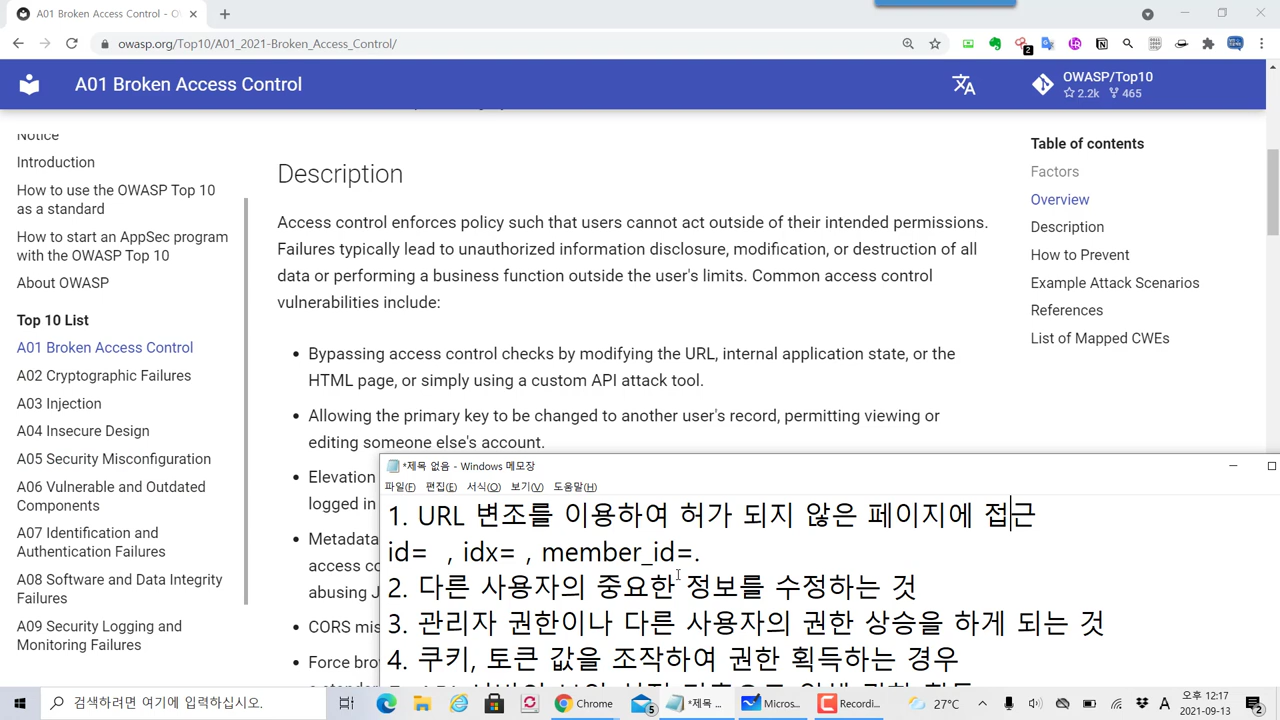 A01 Broken Access Control - O
owasp.org/Top10/A01_2021-Broken_Access_Control/
2
A01 Broken Access Control
OWASP/Top10
2.2k 465
Notice
Introduction
How to use the OWASP Top 10
as a standard
How to start an AppSec program
with the OWASP Top 10
About OWASP
Top 10 List
A01 Broken Access Control
A02 Cryptographic Failures
A03 Injection
A04 Insecure Design
A05 Security Misconfiguration
A06 Vulnerable and Outdated
Components
A07 Identification and
Authentication Failures
A08 Software and Data Integrity
Failures
A09 Security Logging and
Monitoring Failures
Description
Access control enforces policy such that users cannot act outside of their intended permissions.
Failures typically lead to unauthorized information disclosure, modification, or destruction of all
data or performing a business function outside the user's limits. Common access control
vulnerabilities include:
Bypassing access control checks by modifying the URL, internal application state, or the
HTML page, or simply using a custom API attack tool.
Allowing the primary key to be changed to another user's record, permitting viewing or
editing someone else's account.
Elevation
logged in
Metadata
access co
abusing J
CORS mis
Force bro
Table of contents
Factors
Overview
Description
How to Prevent
Example Attack Scenarios
References
List of Mapped CWEs
*제목 없음 - Windows 메모장
파일(F) 편집(E) 서식(O) 보기(V) 도움말(H)
1. URL 변조를 이용하여 허가 되지 않은 페이지에 접근
id= , idx= , member_id=.
2. 다른 사용자의 중요한 정보를 수정하는 것
3. 관리자 권한이나 다른 사용자의 권한 상승을 하게 되는 것
4. 쿠키, 토큰 값을 조작하여 권한 획득하는 경우
검색하려면 여기에 입력하십시오.
Chrome
5
*제목 ...
Micros...
Recordi...
27°C
A
오후 12:17
2021-09-13
2